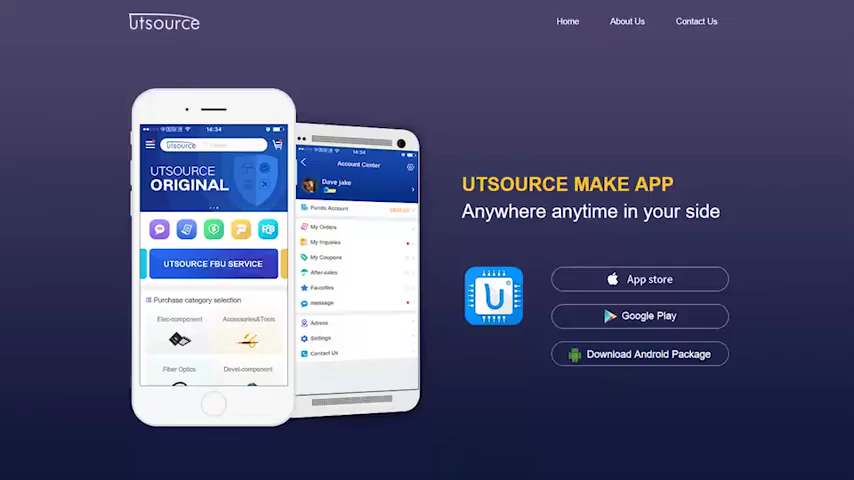 utsource
Home
About Us
Contact Us
14:34
utsource
UTSOURCE
ORIGINAL
UTSOURCE FBU SERVICE
Purchase category selection
Elec-component
Accessories&Tools
Fiber Optics
Devel-component
14:34
Account Center
Dave jake
Funds Account
My Orders
My Inquiries
My Coupons
After-sales
Favorites
message
Adress
Settings
Contact Us
UTSOURCE MAKE APP
Anywhere anytime in your side
U
App store
Google Play
Download Android Package